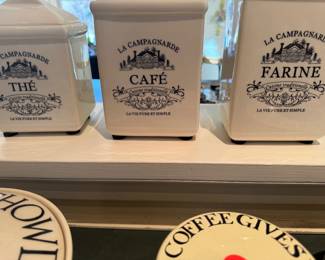 LA CAMPAGNARDE
THÉ
LA VIE PURE ET SIMPLE
LA CAMPAGNARDE
CAFÉ
LA VIE PURE ET SIMPLE
LA CAMPAGNARDE
FARINE
LA VIE PURE ET SIMPLE
COFFEE GIVES